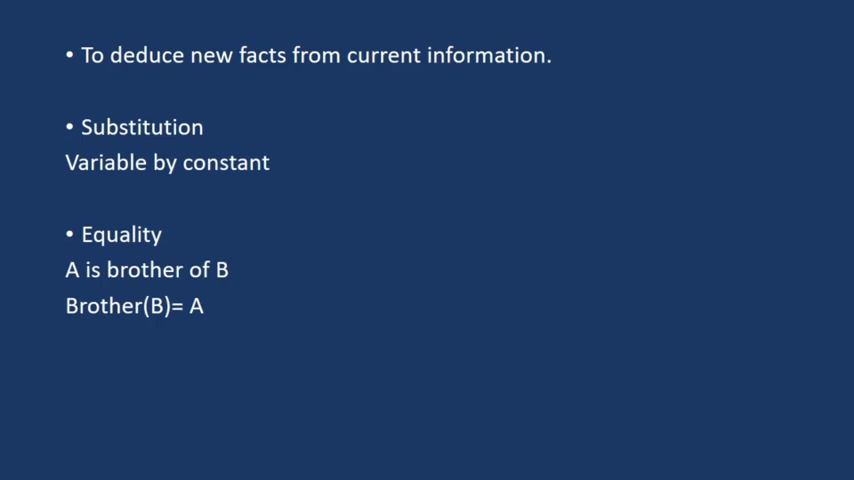 • To deduce new facts from current information.
• Substitution
Variable by constant
• Equality
A is brother of B
Brother(B)= A